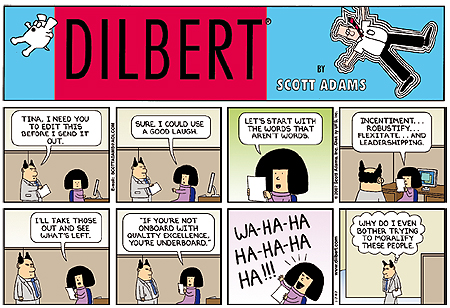 DILBERT®
BY
SCOTT ADAMS
TINA, I NEED YOU
TO EDIT THIS
BEFORE I SEND IT
OUT.
SURE. I COULD USE
A GOOD LAUGH.
LET'S START WITH
THE WORDS THAT
AREN'T WORDS.
INCENTIMENT. . .
ROBUSTIFY. . .
FLEXITATE. . . AND
LEADERSHIPPING.
I'LL TAKE THOSE
OUT AND SEE
WHAT'S LEFT.
"IF YOU'RE NOT
ONBOARD WITH
QUALITY EXCELLENCE,
YOU'RE UNDERBOARD."
WA-HA-HA
HA-HA-HA
HA!!!
www.dilbert.com
WHY DO I EVEN
BOTHER TRYING
TO MORALIFY
THESE PEOPLE.